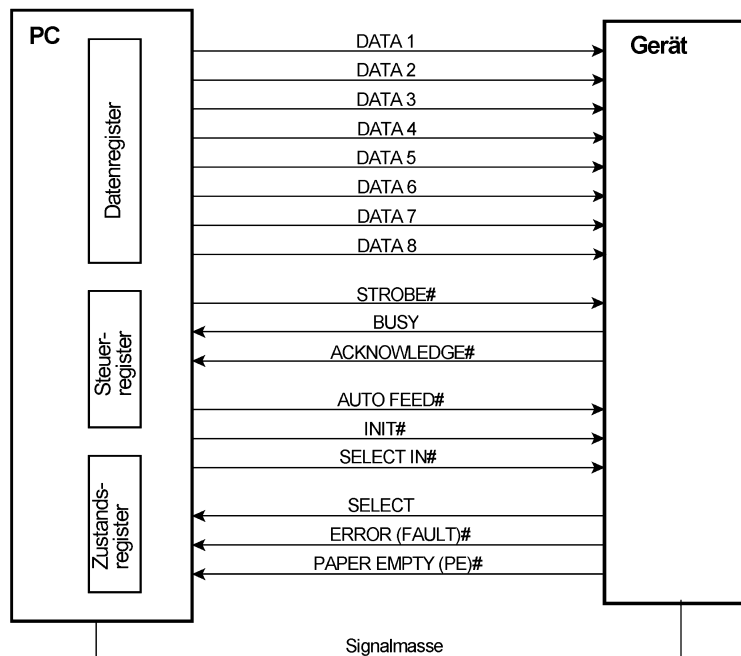 PC
Gerät
Datenregister
DATA 1
DATA 2
DATA 3
DATA 4
DATA 5
DATA 6
DATA 7
DATA 8
Steuer-
register
STROBE#
BUSY
ACKNOWLEDGE#
AUTO FEED#
INIT#
SELECT IN#
Zustands-
register
SELECT
ERROR (FAULT)#
PAPER EMPTY (PE)#
Signalmasse